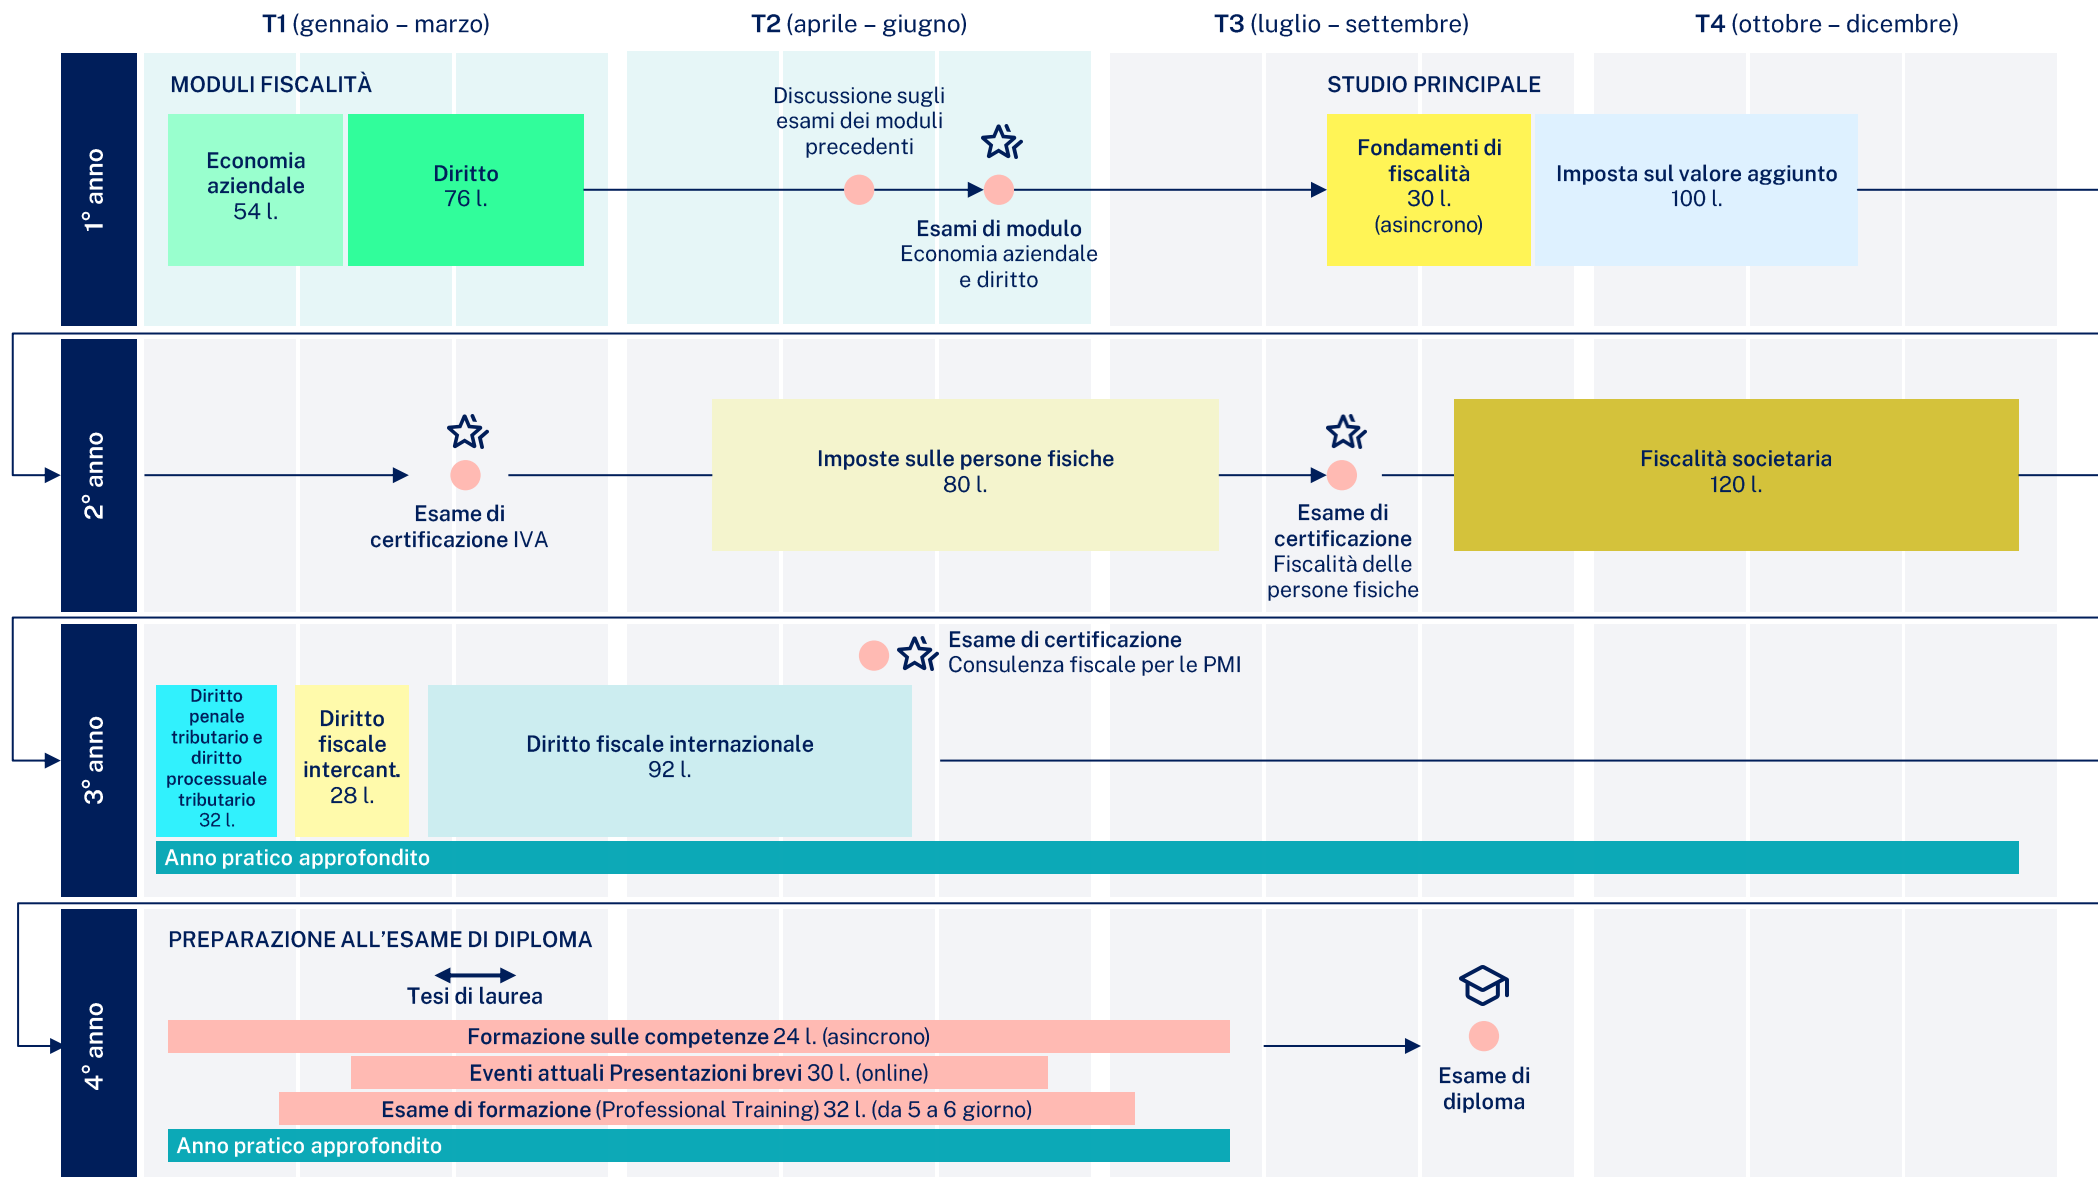 T1 (gennaio – marzo)
T2 (aprile – giugno)
T3 (luglio – settembre)
T4 (ottobre – dicembre)
1° anno
MODULI FISCALITÀ
Economia
aziendale
54 l.
Diritto
76 l.
Discussione sugli
esami dei moduli
precedenti
Esami di modulo
Economia aziendale
e diritto
STUDIO PRINCIPALE
Fondamenti di
fiscalità
30 l.
(asincrono)
Imposta sul valore aggiunto
100 l.
2° anno
Esame di
certificazione IVA
Imposte sulle persone fisiche
80 l.
Esame di
certificazione
Fiscalità delle
persone fisiche
Fiscalità societaria
120 l.
3° anno
Esame di certificazione
Consulenza fiscale per le PMI
Diritto
penale
tributario e
diritto
processuale
tributario
32 l.
Diritto
fiscale
intercant.
28 l.
Diritto fiscale internazionale
92 l.
Anno pratico approfondito
4° anno
PREPARAZIONE ALL’ESAME DI DIPLOMA
Tesi di laurea
Formazione sulle competenze 24 l. (asincrono)
Eventi attuali Presentazioni brevi 30 l. (online)
Esame di formazione (Professional Training) 32 l. (da 5 a 6 giorno)
Anno pratico approfondito
Esame di
diploma